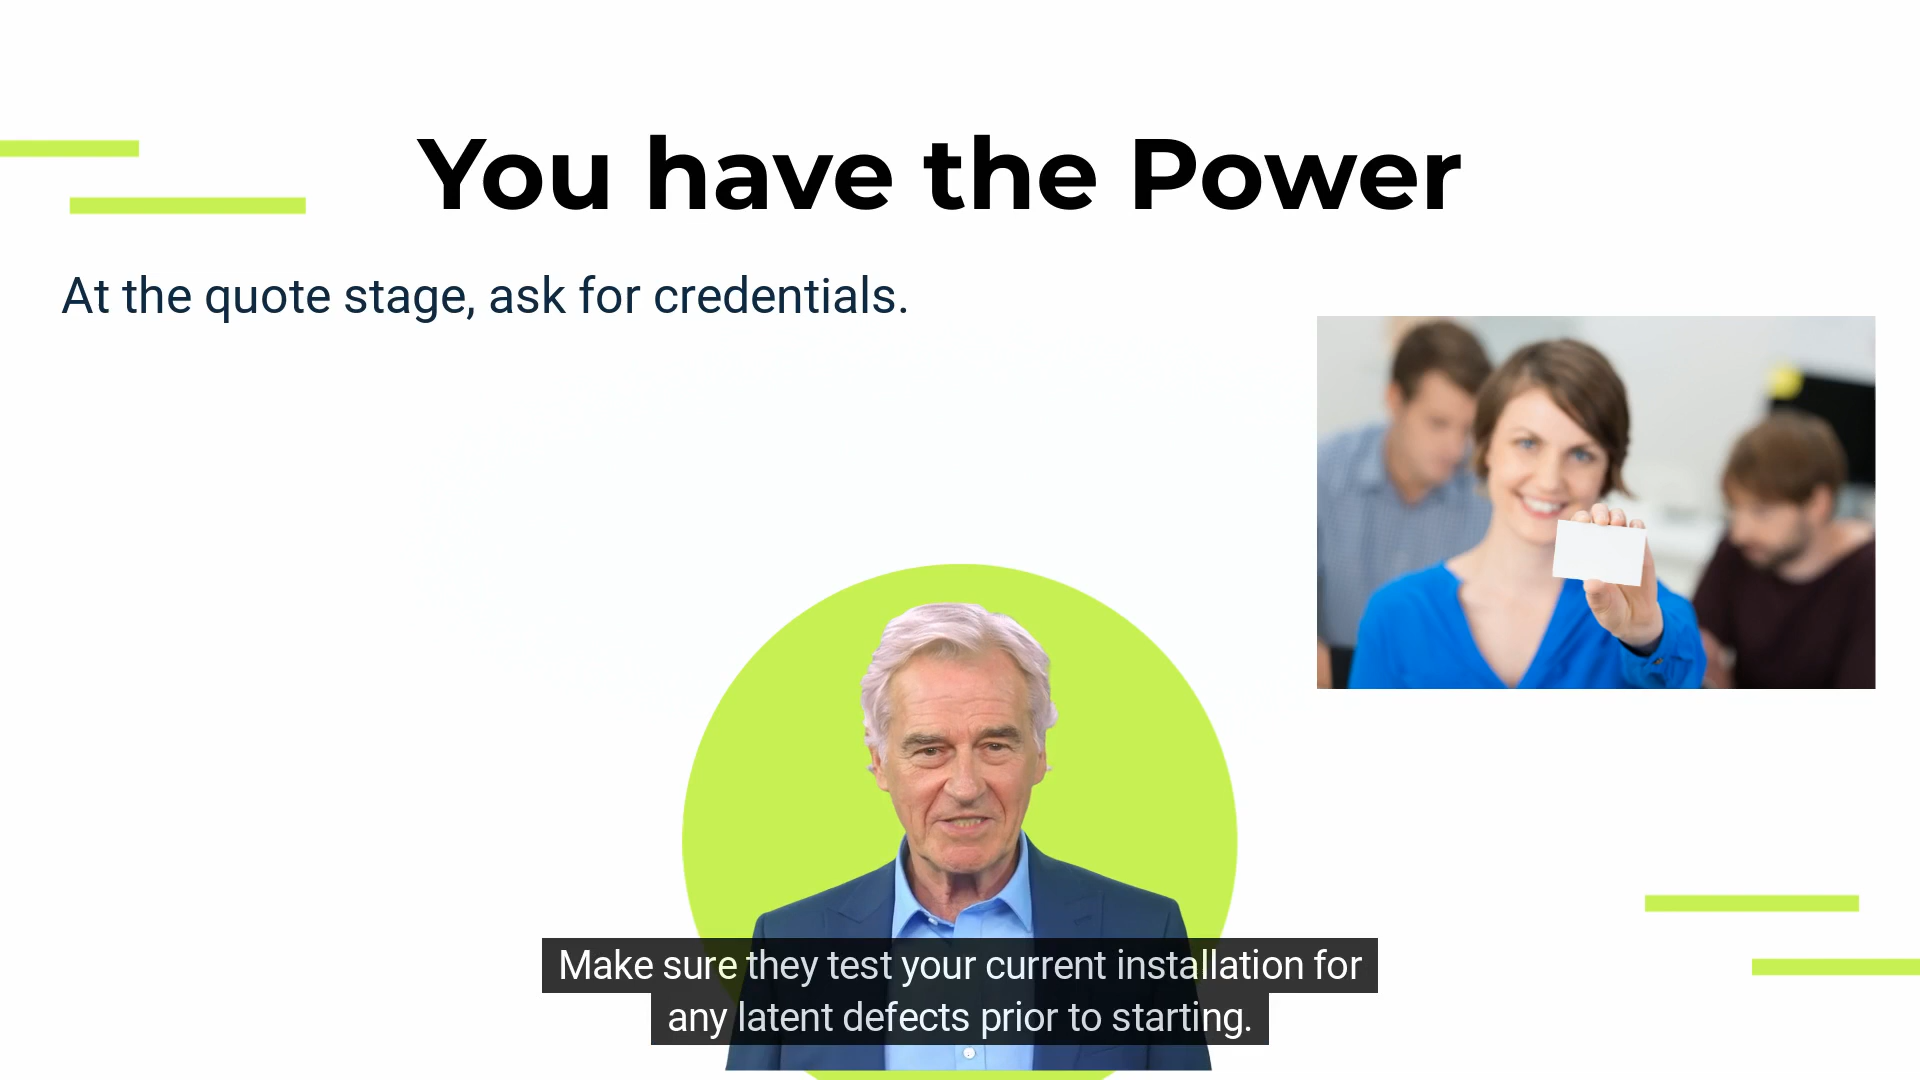 You have the Power
At the quote stage, ask for credentials.
Make sure they test your current installation for
any latent defects prior to starting.